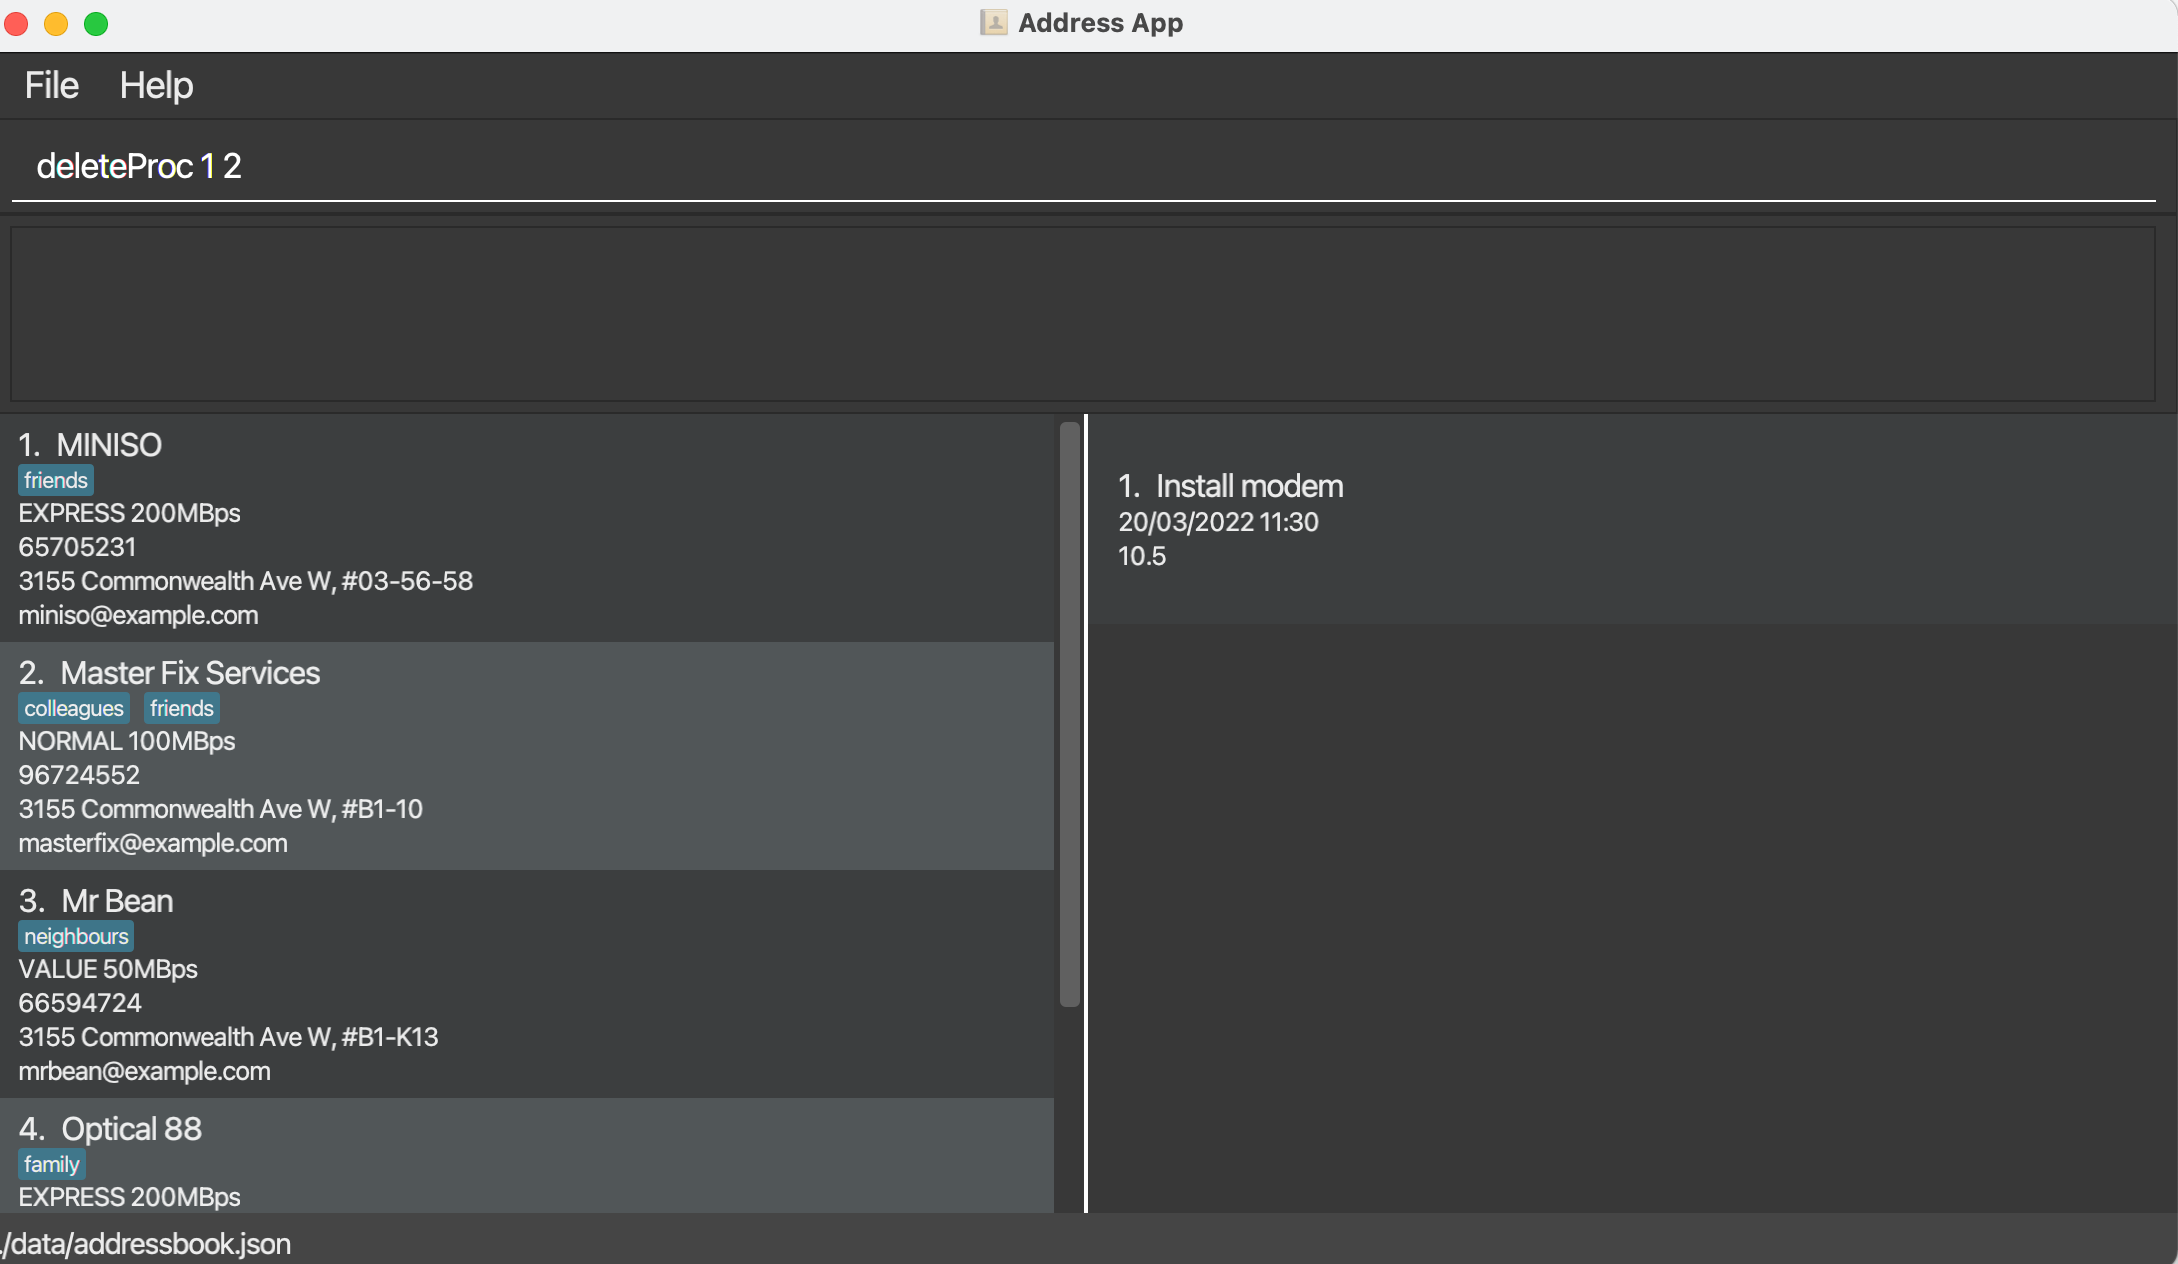 Address App
File Help
deleteProc 1 2
1. MINISO
friends
EXPRESS 200MBps
65705231
3155 Commonwealth Ave W, #03-56-58
miniso@example.com
2. Master Fix Services
colleagues friends
NORMAL 100MBps
96724552
3155 Commonwealth Ave W, #B1-10
masterfix@example.com
3. Mr Bean
neighbours
VALUE 50MBps
66594724
3155 Commonwealth Ave W, #B1-K13
mrbean@example.com
4. Optical 88
family
EXPRESS 200MBps
1. Install modem
20/03/2022 11:30
10.5
./data/addressbook.json